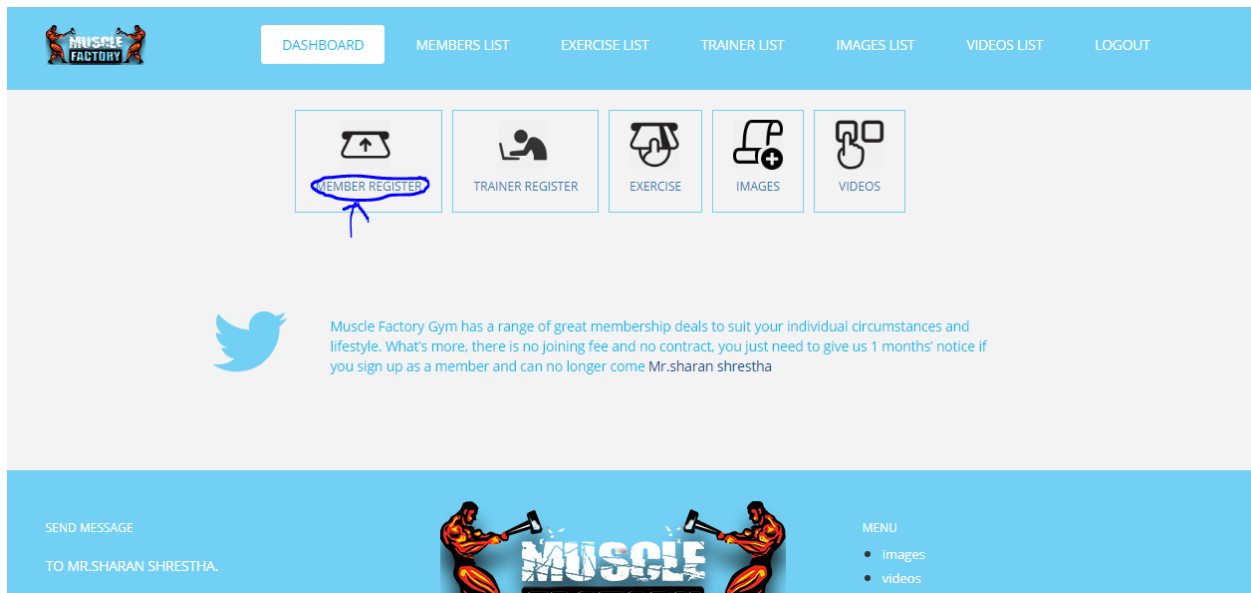 MUSCLE
FACTORY
DASHBOARD MEMBERS LIST EXERCISE LIST TRAINER LIST IMAGES LIST VIDEOS LIST LOGOUT
MEMBER REGISTER TRAINER REGISTER EXERCISE IMAGES VIDEOS
Muscle Factory Gym has a range of great membership deals to suit your individual circumstances and
lifestyle. What's more, there is no joining fee and no contract, you just need to give us 1 months' notice if
you sign up as a member and can no longer come Mr.sharan shrestha
SEND MESSAGE
TO MR.SHARAN SHRESTHA.
MUSCLE
MENU
images
videos